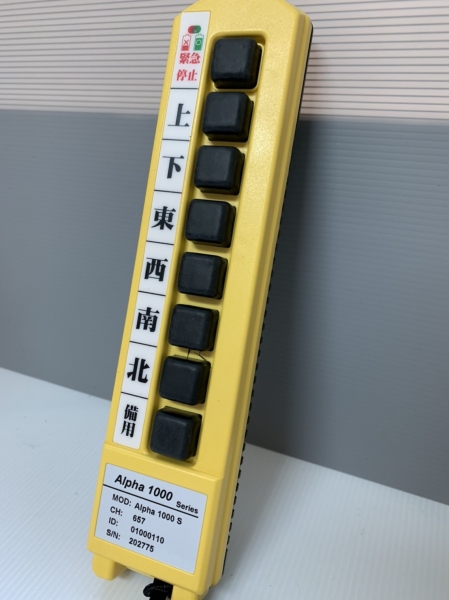 緊急
停止
上
下
東
西
南
北
備用
Alpha 1000 Series
MOD: Alpha 1000 S
CH: 657
ID: 01000110
S/N: 202775